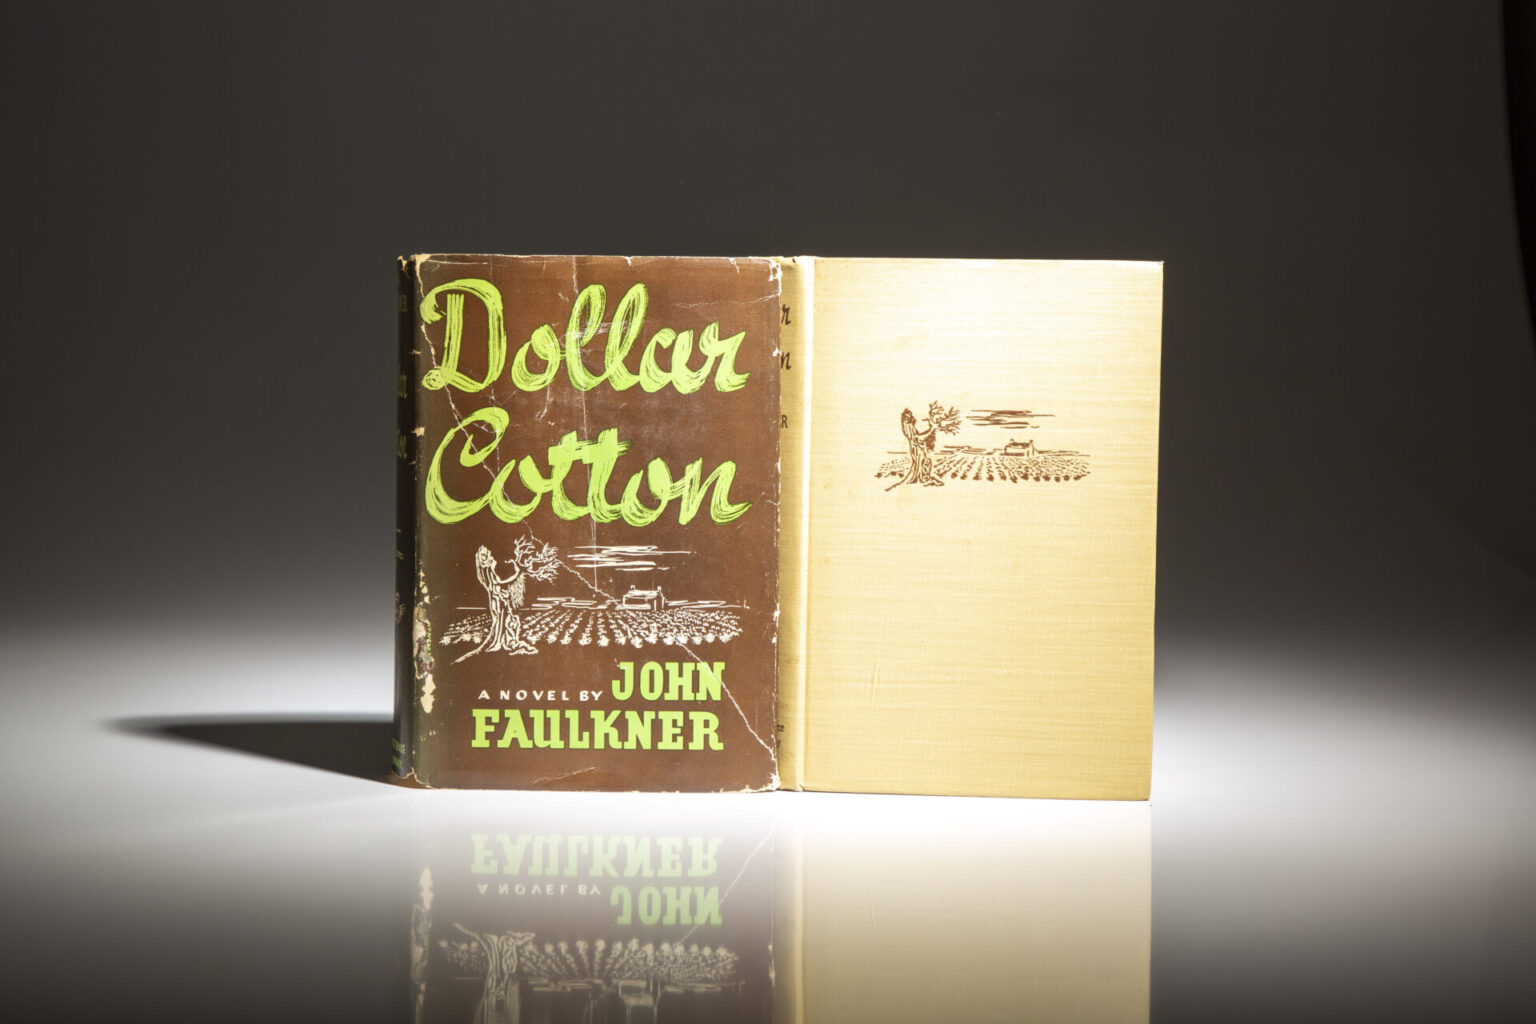 Dollar
Cotton
A NOVEL BY JOHN
FAULKNER